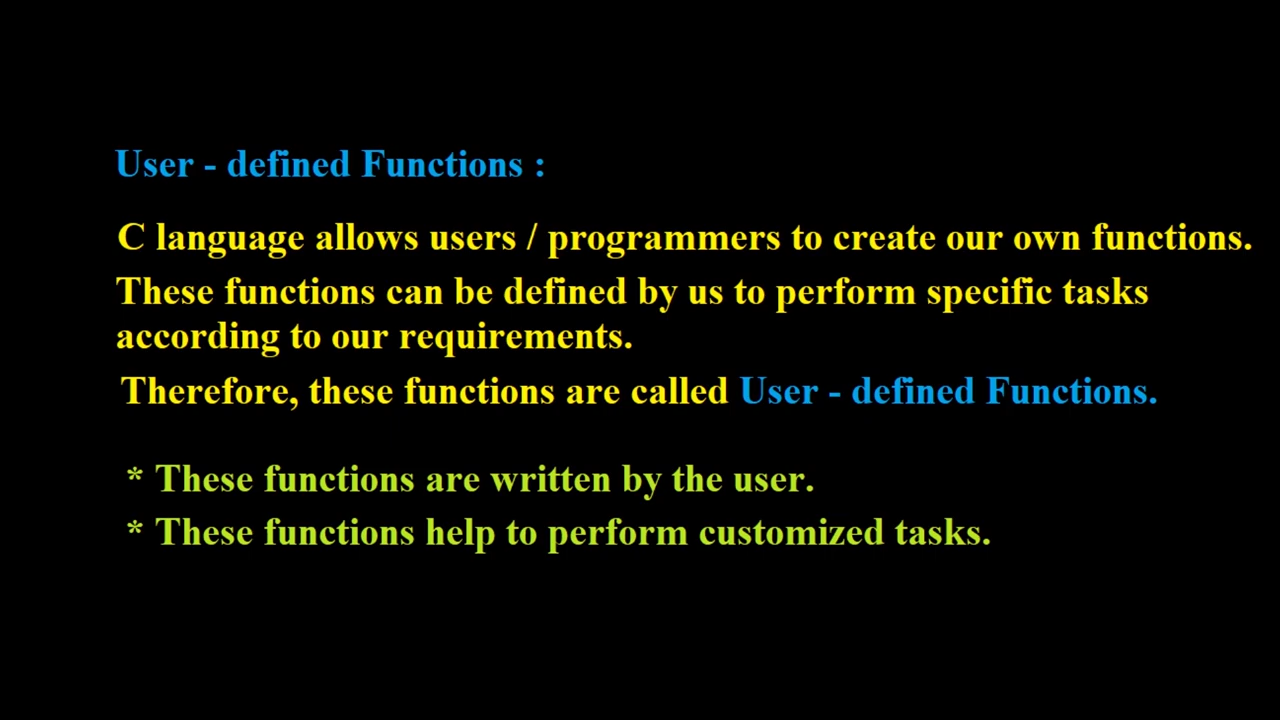 User - defined Functions :
C language allows users / programmers to create our own functions.
These functions can be defined by us to perform specific tasks
according to our requirements.
Therefore, these functions are called User - defined Functions.
* These functions are written by the user.
* These functions help to perform customized tasks.